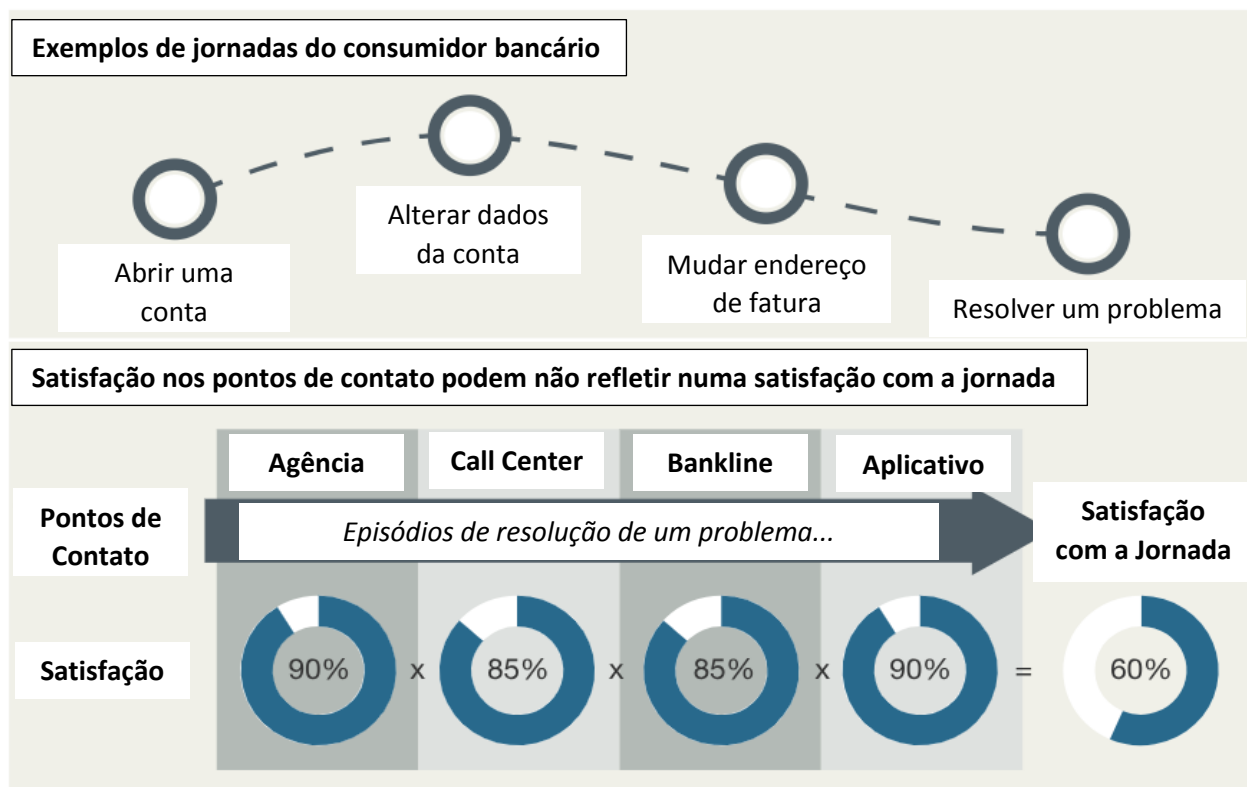 Exemplos de jornadas do consumidor bancário
Abrir uma
conta
Alterar dados
da conta
Mudar endereço
de fatura
Resolver um problema
Satisfação nos pontos de contato podem não refletir numa satisfação com a jornada
Agência
Call Center
Bankline
Aplicativo
Pontos de
Contato
Episódios de resolução de um problema...
Satisfação
com a Jornada
Satisfação
90% x 85% x 85% x 90% = 60%